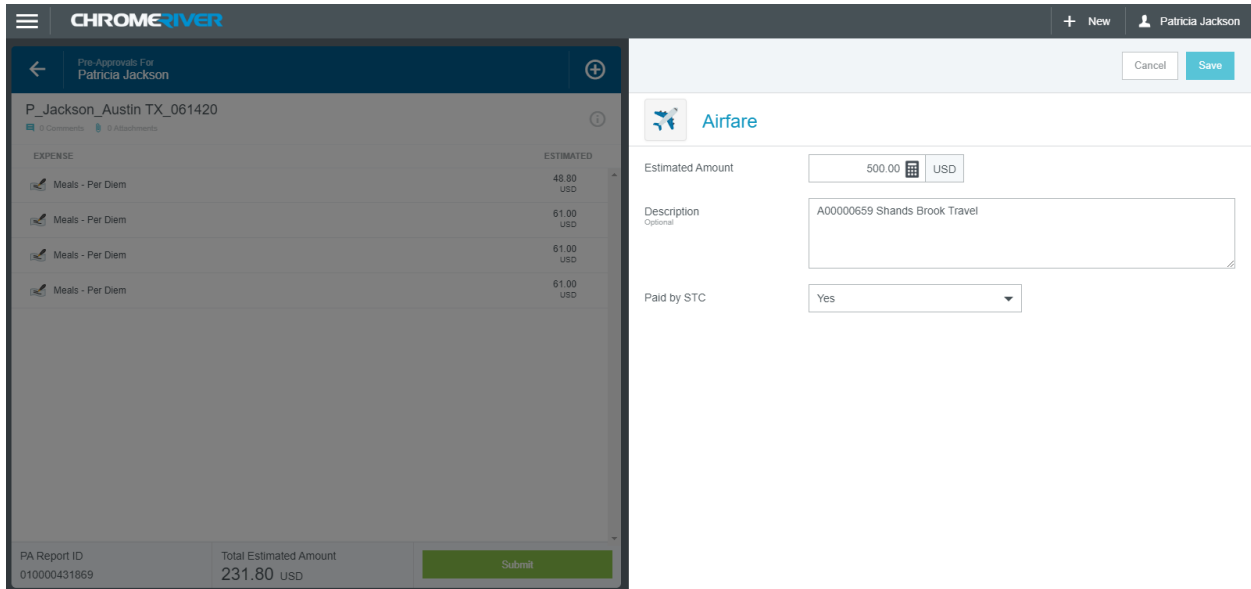 CHROMERIVER
+ New
Patricia Jackson
Pre-Approvals For
Patricia Jackson
P_Jackson_Austin TX_061420
0 Comments 0 Attachments
EXPENSE ESTIMATED
Meals - Per Diem 48.80
USD
Meals - Per Diem 61.00
USD
Meals - Per Diem 61.00
USD
Meals - Per Diem 61.00
USD
PA Report ID
010000431869
Total Estimated Amount
231.80 USD
Submit
Cancel
Save
Airfare
Estimated Amount 500.00 USD
Description
Optional
A00000659 Shands Brook Travel
Paid by STC Yes